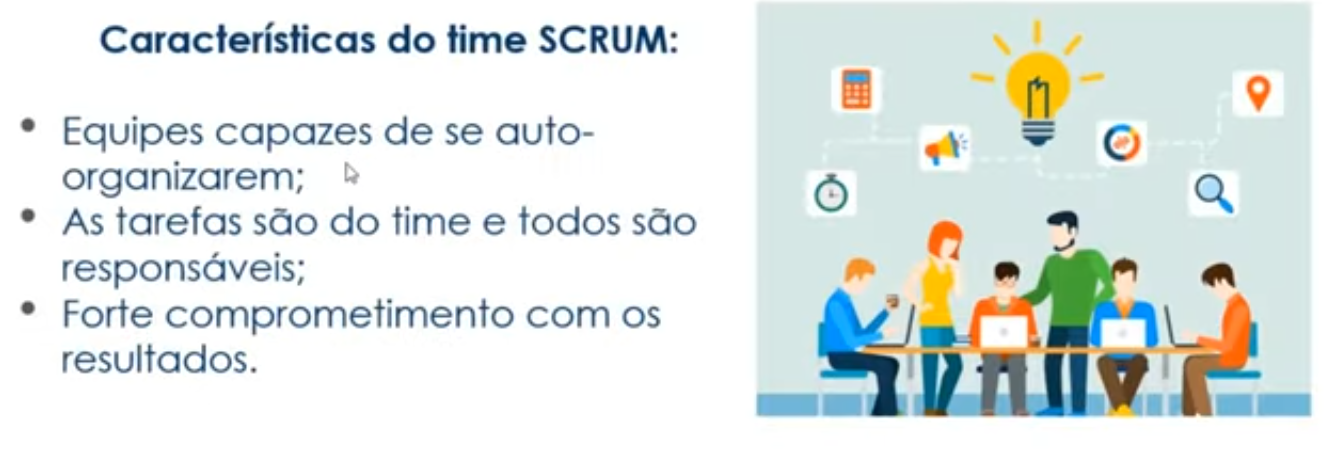 Características do time SCRUM:
• Equipes capazes de se auto-
organizarem;
• As tarefas são do time e todos são
responsáveis;
• Forte comprometimento com os
resultados.